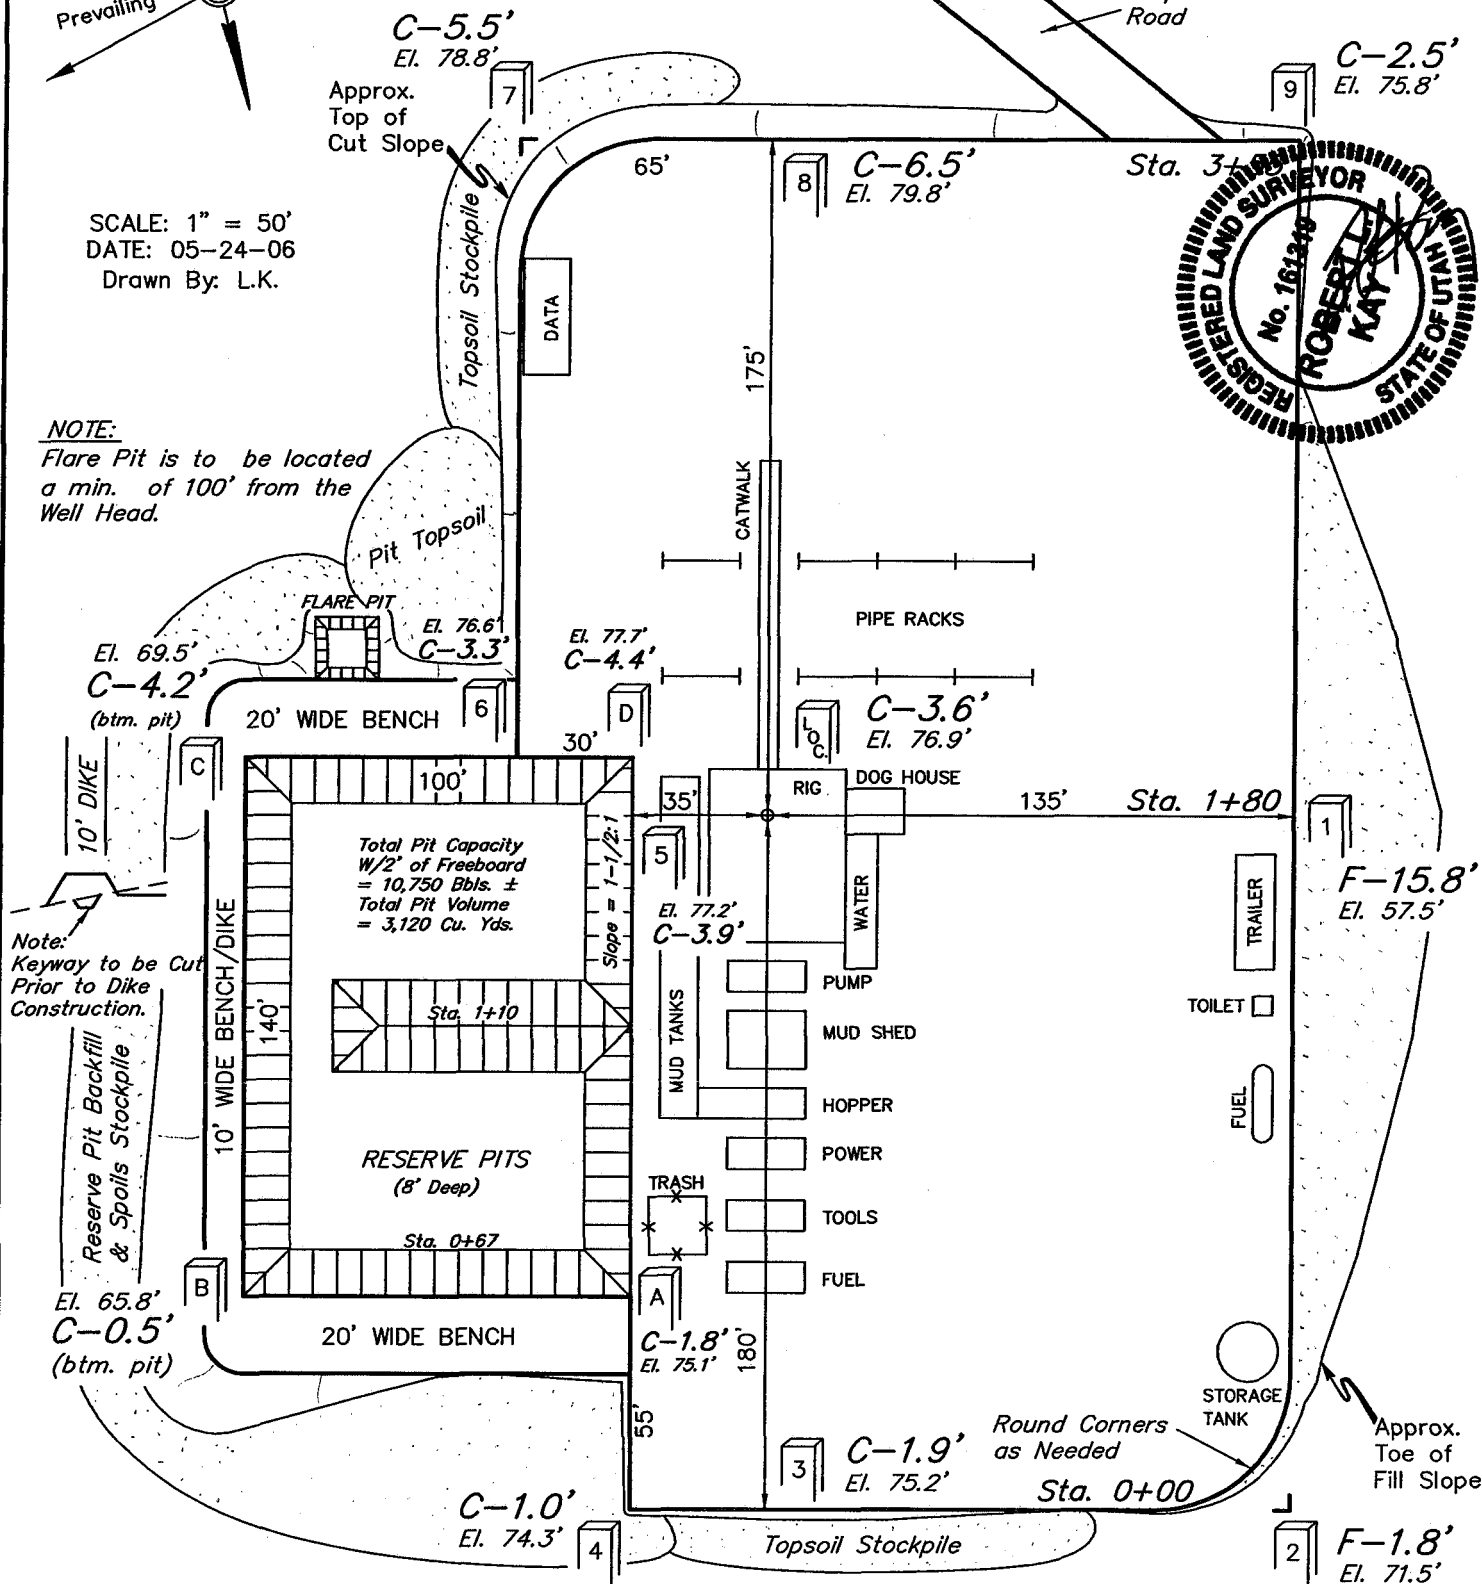 Prevailing
C-5.5'
El. 78.8'
7
Approx.
Top of
Cut Slope
Road
9
C-2.5'
El. 75.8'
65'
8
C-6.5'
El. 79.8'
Sta. 3+
REGISTERED LAND SURVEYOR
No. 161319
ROBERT L.
KAY
STATE OF UTAH
SCALE: 1" = 50'
DATE: 05-24-06
Drawn By: L.K.
Topsoil Stockpile
DATA
175'
NOTE:
Flare Pit is to be located
a min. of 100' from the
Well Head.
Pit Topsoil
CATWALK
PIPE RACKS
FLARE PIT
El. 76.6'
C-3.3'
El. 77.7'
C-4.4'
El. 69.5'
C-4.2'
(btm. pit)
20' WIDE BENCH
6
D
LOC.
C-3.6'
El. 76.9'
C
30'
10' DIKE
100'
RIG
DOG HOUSE
35'
135'
Sta. 1+80
1
5
Total Pit Capacity
W/2' of Freeboard
= 10,750 Bbls. ±
Total Pit Volume
= 3,120 Cu. Yds.
Slope = 1-1/2:1
El. 77.2'
C-3.9'
WATER
TRAILER
F-15.8'
El. 57.5'
Note:
Keyway to be Cut
Prior to Dike
Construction.
10' WIDE BENCH/DIKE
140'
Sta. 1+10
MUD TANKS
PUMP
MUD SHED
HOPPER
POWER
TOOLS
FUEL
TOILET
FUEL
Reserve Pit Backfill
& Spoils Stockpile
RESERVE PITS
(8' Deep)
TRASH
Sta. 0+67
B
A
El. 65.8'
C-0.5'
(btm. pit)
20' WIDE BENCH
C-1.8'
El. 75.1'
180'
STORAGE
TANK
55'
3
C-1.9'
El. 75.2'
Round Corners
as Needed
Approx.
Toe of
Fill Slope
Sta. 0+00
C-1.0'
El. 74.3'
4
Topsoil Stockpile
2
F-1.8'
El. 71.5'